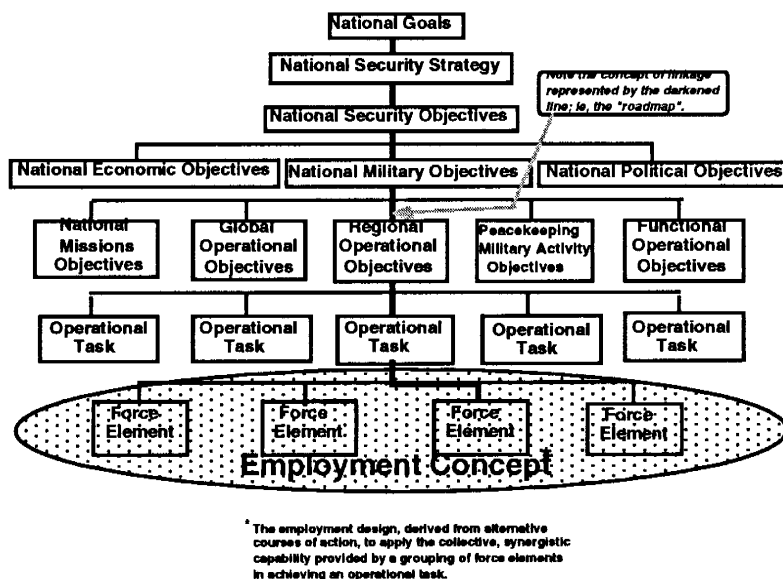 National Goals
National Security Strategy
Note the concept of linkage
represented by the darkened
line; ie, the "roadmap".
National Security Objectives
National Economic Objectives
National Military Objectives
National Political Objectives
National
Missions
Objectives
Global
Operational
Objectives
Regional
Operational
Objectives
Peacekeeping
Military Activity
Objectives
Functional
Operational
Objectives
Operational
Task
Operational
Task
Operational
Task
Operational
Task
Operational
Task
Force
Element
Force
Element
Force
Element
Force
Element
Employment Concept
* The employment design, derived from alternative
courses of action, to apply the collective, synergistic
capability provided by a grouping of force elements
in achieving an operational task.